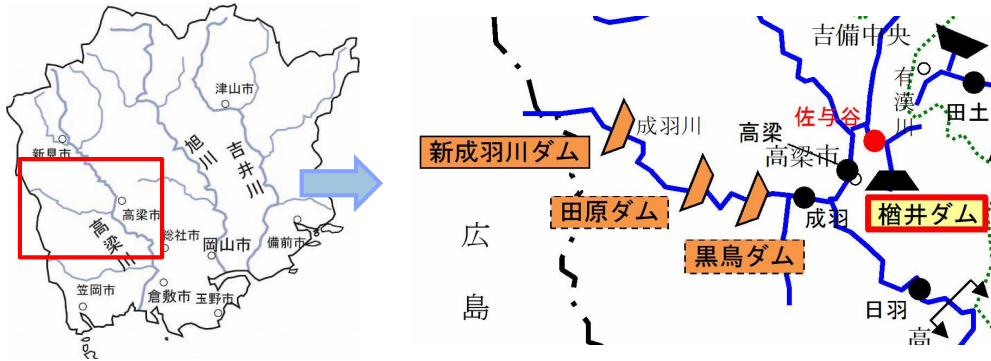 津山市
新見市
旭川
吉井川
高梁市
高梁川
総社市
岡山市
備前市
笠岡市
倉敷市
玉野市
吉備中央
有漢川
田土
佐与谷
成羽川
高梁
高梁市
新成羽川ダム
田原ダム
成羽
楢井ダム
黒鳥ダム
広島
日羽
高